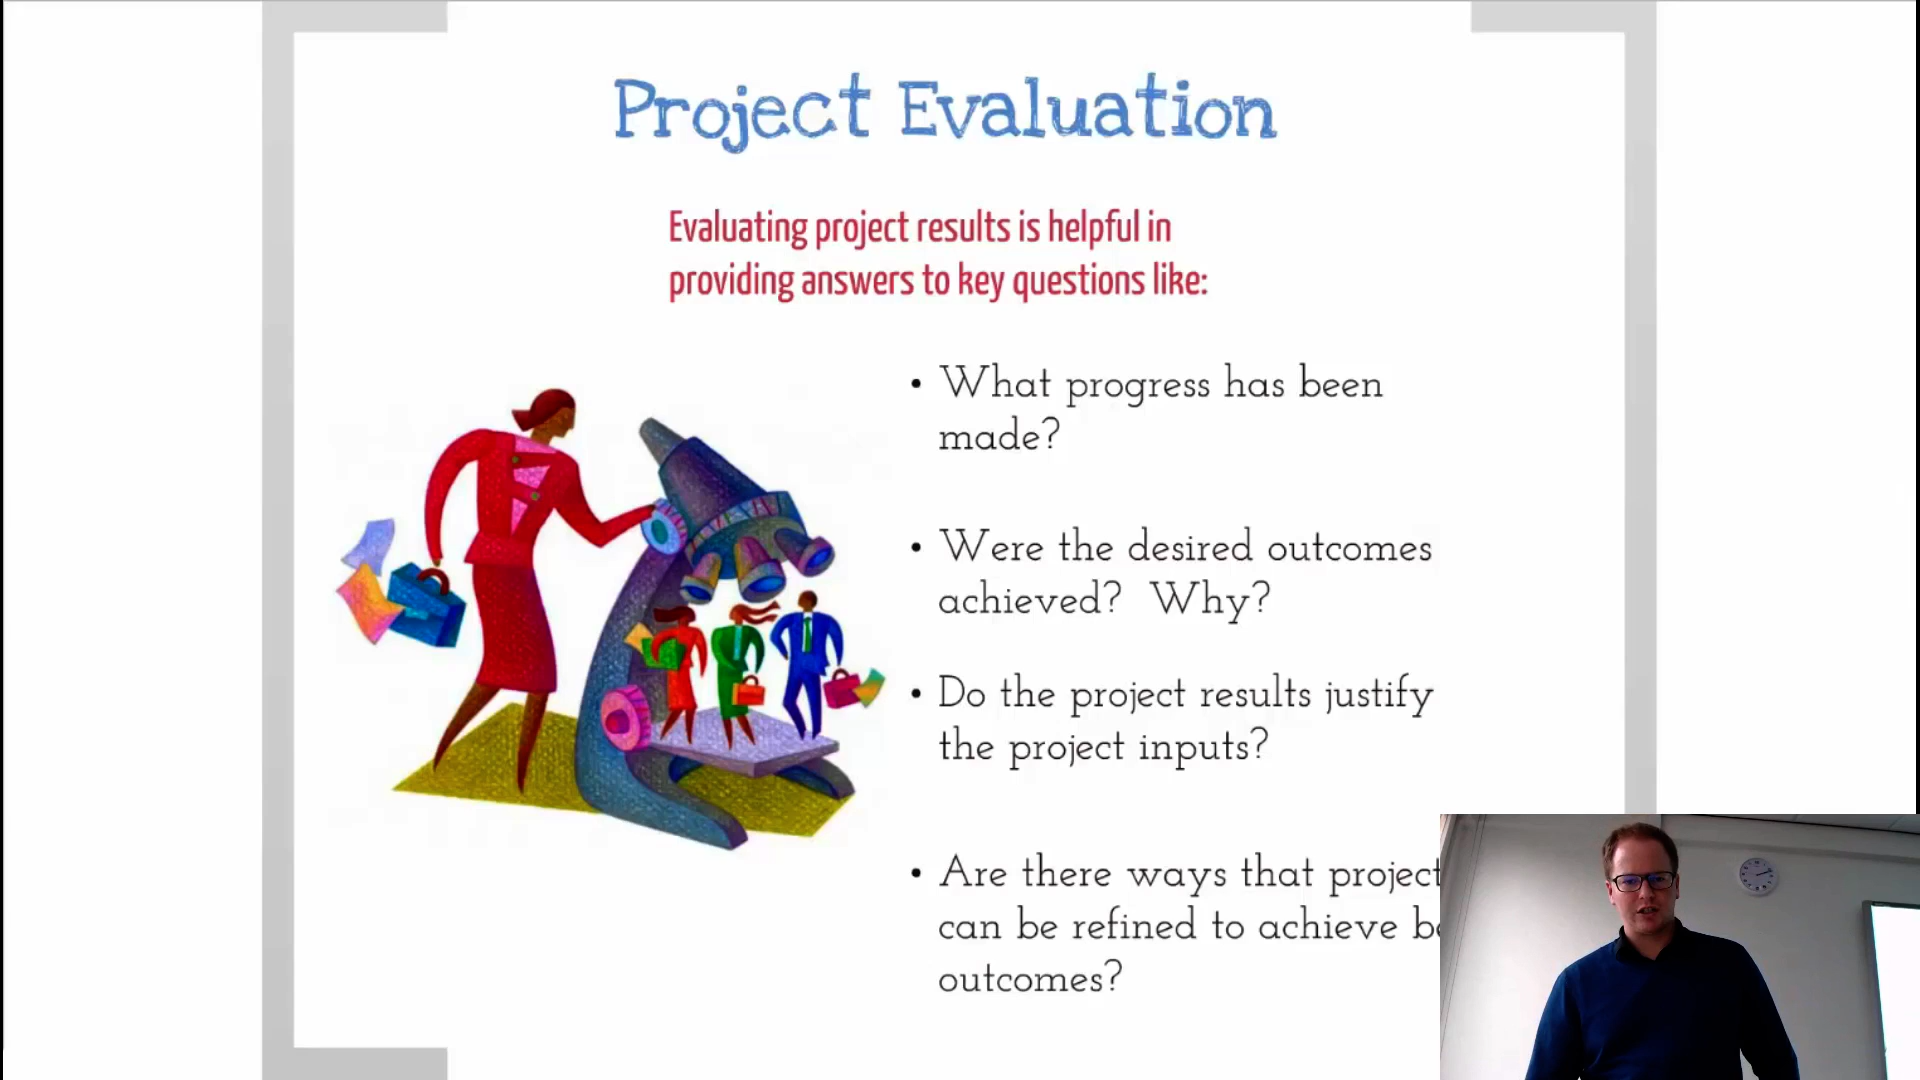 Project Evaluation
Evaluating project results is helpful in
providing answers to key questions like:
• What progress has been
made?
• Were the desired outcomes
achieved? Why?
• Do the project results justify
the project inputs?
• Are there ways that project
can be refined to achieve
outcomes?